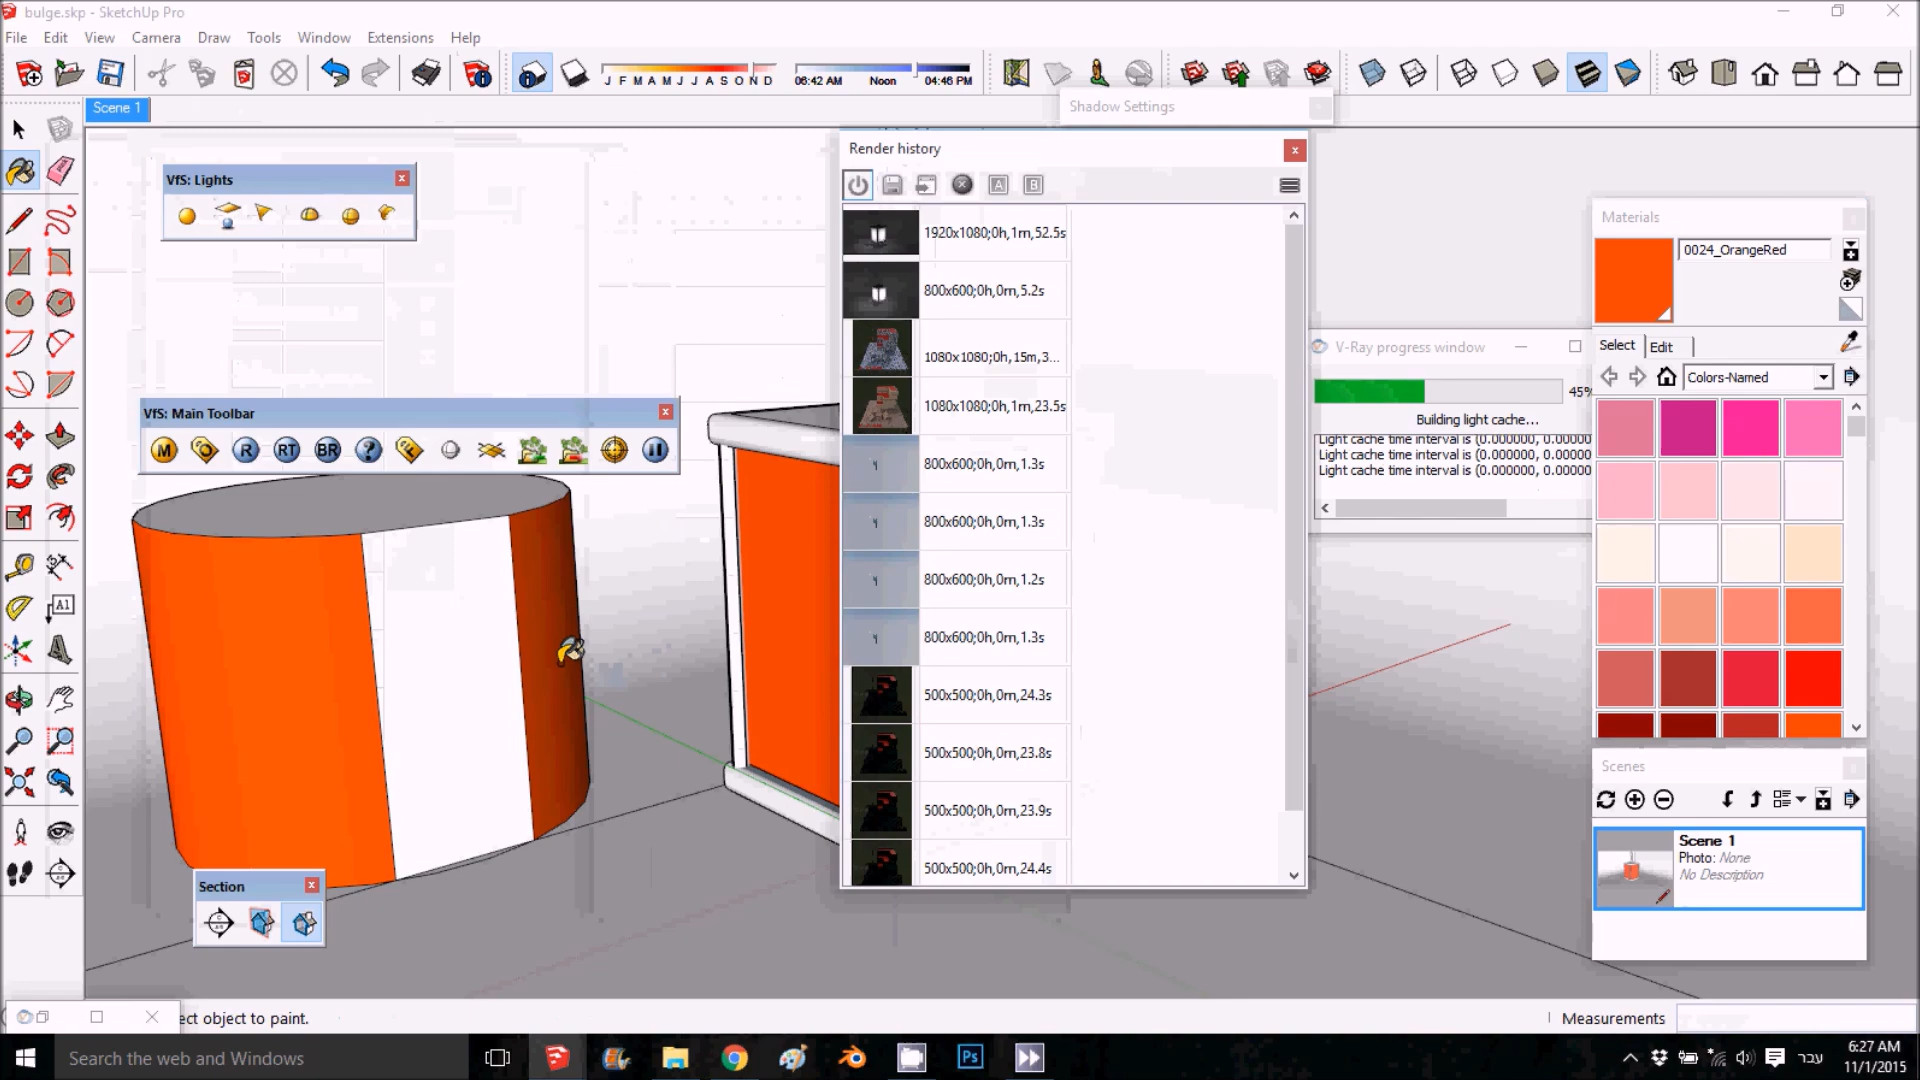 bulge.skp - SketchUp Pro
File Edit View Camera Draw Tools Window Extensions Help
J F M A M J J A S O N D 06:42 AM Noon 04:46 PM
Scene 1
Shadow Settings
Render history
VfS: Lights
A B
1920x1080;0h,1m,52.5s
800x600;0h,0m,5.2s
1080x1080;0h,15m,3...
1080x1080;0h,1m,23.5s
800x600;0h,0m,1.3s
800x600;0h,0m,1.3s
800x600;0h,0m,1.2s
800x600;0h,0m,1.3s
500x500;0h,0m,24.3s
500x500;0h,0m,23.8s
500x500;0h,0m,23.9s
500x500;0h,0m,24.4s
VfS: Main Toolbar
M R RT BR ?
A1
V-Ray progress window
45%
Building light cache...
Light cache time interval is (0.000000, 0.00000
Light cache time interval is (0.000000, 0.00000
Light cache time interval is (0.000000, 0.00000
Materials
0024_OrangeRed
Select Edit
Colors-Named
Scenes
Scene 1
Photo: None
No Description
Section
ect object to paint.
Measurements
Search the web and Windows
Ps
עבר
6:27 AM
11/1/2015